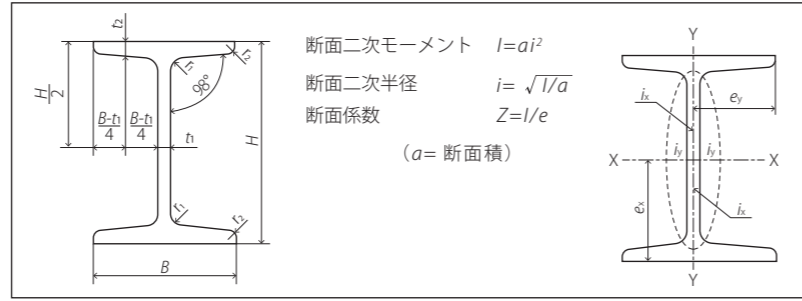 t2
r1
r2
98°
H/2
B-t1/4
B-t1/4
t1
H
r1
r2
B
断面二次モーメント I=ai²
断面二次半径 i= √I/a
断面係数 Z=I/e
（a= 断面積）
Y
ix
ey
iy
iy
X
X
ex
ix
Y